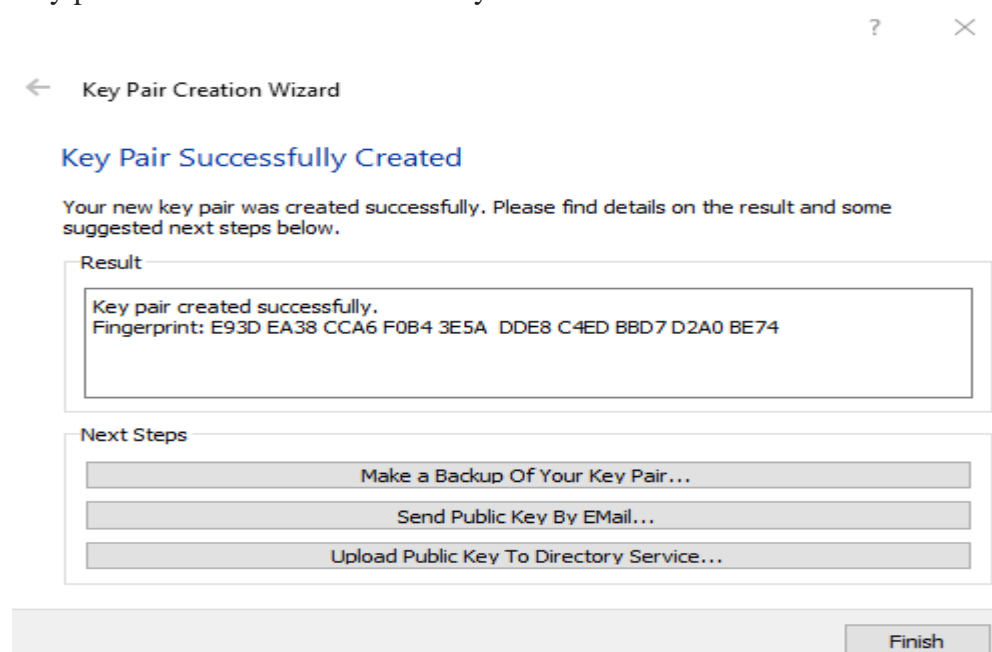 ?
Key Pair Creation Wizard
Key Pair Successfully Created
Your new key pair was created successfully. Please find details on the result and some
suggested next steps below.
Result
Key pair created successfully.
Fingerprint: E93D EA38 CCA6 F0B4 3E5A  DDE8 C4ED BBD7 D2A0 BE74
Next Steps
Make a Backup Of Your Key Pair...
Send Public Key By EMail...
Upload Public Key To Directory Service...
Finish